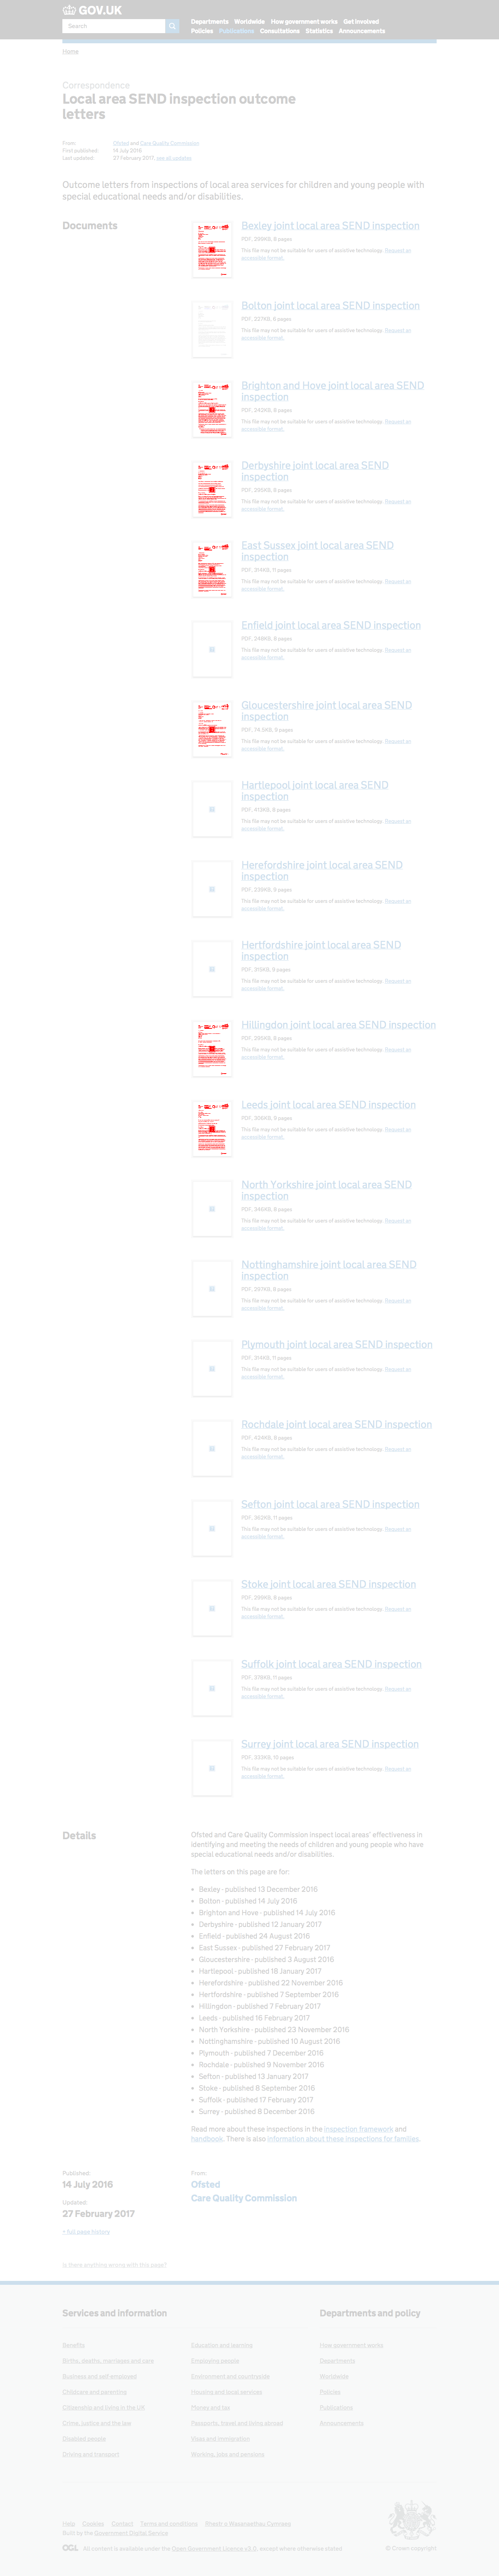 GOV.UK
Search
Departments Worldwide How government works Get involved
Policies Publications Consultations Statistics Announcements
Home
Correspondence
Local area SEND inspection outcome
letters
From: Ofsted and Care Quality Commission
First published: 14 July 2016
Last updated: 27 February 2017, see all updates
Outcome letters from inspections of local area services for children and young people with
special educational needs and/or disabilities.
Documents
Bexley joint local area SEND inspection
PDF, 299KB, 8 pages
This file may not be suitable for users of assistive technology. Request an
accessible format.
Bolton joint local area SEND inspection
PDF, 227KB, 6 pages
This file may not be suitable for users of assistive technology. Request an
accessible format.
Brighton and Hove joint local area SEND
inspection
PDF, 243KB, 8 pages
This file may not be suitable for users of assistive technology. Request an
accessible format.
Derbyshire joint local area SEND
inspection
PDF, 295KB, 8 pages
This file may not be suitable for users of assistive technology. Request an
accessible format.
East Sussex joint local area SEND
inspection
PDF, 314KB, 11 pages
This file may not be suitable for users of assistive technology. Request an
accessible format.
Enfield joint local area SEND inspection
PDF, 248KB, 8 pages
This file may not be suitable for users of assistive technology. Request an
accessible format.
Gloucestershire joint local area SEND
inspection
PDF, 74.5KB, 9 pages
This file may not be suitable for users of assistive technology. Request an
accessible format.
Hartlepool joint local area SEND
inspection
PDF, 413KB, 8 pages
This file may not be suitable for users of assistive technology. Request an
accessible format.
Herefordshire joint local area SEND
inspection
PDF, 239KB, 9 pages
This file may not be suitable for users of assistive technology. Request an
accessible format.
Hertfordshire joint local area SEND
inspection
PDF, 315KB, 9 pages
This file may not be suitable for users of assistive technology. Request an
accessible format.
Hillingdon joint local area SEND inspection
PDF, 295KB, 8 pages
This file may not be suitable for users of assistive technology. Request an
accessible format.
Leeds joint local area SEND inspection
PDF, 306KB, 9 pages
This file may not be suitable for users of assistive technology. Request an
accessible format.
North Yorkshire joint local area SEND
inspection
PDF, 346KB, 8 pages
This file may not be suitable for users of assistive technology. Request an
accessible format.
Nottinghamshire joint local area SEND
inspection
PDF, 297KB, 8 pages
This file may not be suitable for users of assistive technology. Request an
accessible format.
Plymouth joint local area SEND inspection
PDF, 314KB, 11 pages
This file may not be suitable for users of assistive technology. Request an
accessible format.
Rochdale joint local area SEND inspection
PDF, 434KB, 8 pages
This file may not be suitable for users of assistive technology. Request an
accessible format.
Sefton joint local area SEND inspection
PDF, 363KB, 11 pages
This file may not be suitable for users of assistive technology. Request an
accessible format.
Stoke joint local area SEND inspection
PDF, 299KB, 8 pages
This file may not be suitable for users of assistive technology. Request an
accessible format.
Suffolk joint local area SEND inspection
PDF, 378KB, 11 pages
This file may not be suitable for users of assistive technology. Request an
accessible format.
Surrey joint local area SEND inspection
PDF, 333KB, 10 pages
This file may not be suitable for users of assistive technology. Request an
accessible format.
Details
Ofsted and Care Quality Commission inspect local areas' effectiveness in
identifying and meeting the needs of children and young people who have
special educational needs and/or disabilities.
The letters on this page are for:
Bexley - published 13 December 2016
Bolton - published 14 July 2016
Brighton and Hove - published 14 July 2016
Derbyshire - published 12 January 2017
Enfield - published 24 August 2016
East Sussex - published 27 February 2017
Gloucestershire - published 3 August 2016
Hartlepool - published 18 January 2017
Herefordshire - published 22 November 2016
Hertfordshire - published 7 September 2016
Hillingdon - published 7 February 2017
Leeds - published 16 February 2017
North Yorkshire - published 23 November 2016
Nottinghamshire - published 10 August 2016
Plymouth - published 7 December 2016
Rochdale - published 9 November 2016
Sefton - published 13 January 2017
Stoke - published 8 September 2016
Suffolk - published 17 February 2017
Surrey - published 8 December 2016
Read more about these inspections in the inspection framework and
handbook. There is also information about these inspections for families.
Published:
14 July 2016
Updated:
27 February 2017
+ full page history
From:
Ofsted
Care Quality Commission
Is there anything wrong with this page?
Services and information
Departments and policy
Benefits
Births, deaths, marriages and care
Business and self-employed
Childcare and parenting
Citizenship and living in the UK
Crime, justice and the law
Disabled people
Driving and transport
Education and learning
Employing people
Environment and countryside
Housing and local services
Money and tax
Passports, travel and living abroad
Visas and immigration
Working, jobs and pensions
How government works
Departments
Worldwide
Policies
Publications
Announcements
Help Cookies Contact Terms and conditions Rhestr o Wasanaethau Cymraeg
Built by the Government Digital Service
OGL All content is available under the Open Government Licence v3.0, except where otherwise stated
© Crown copyright